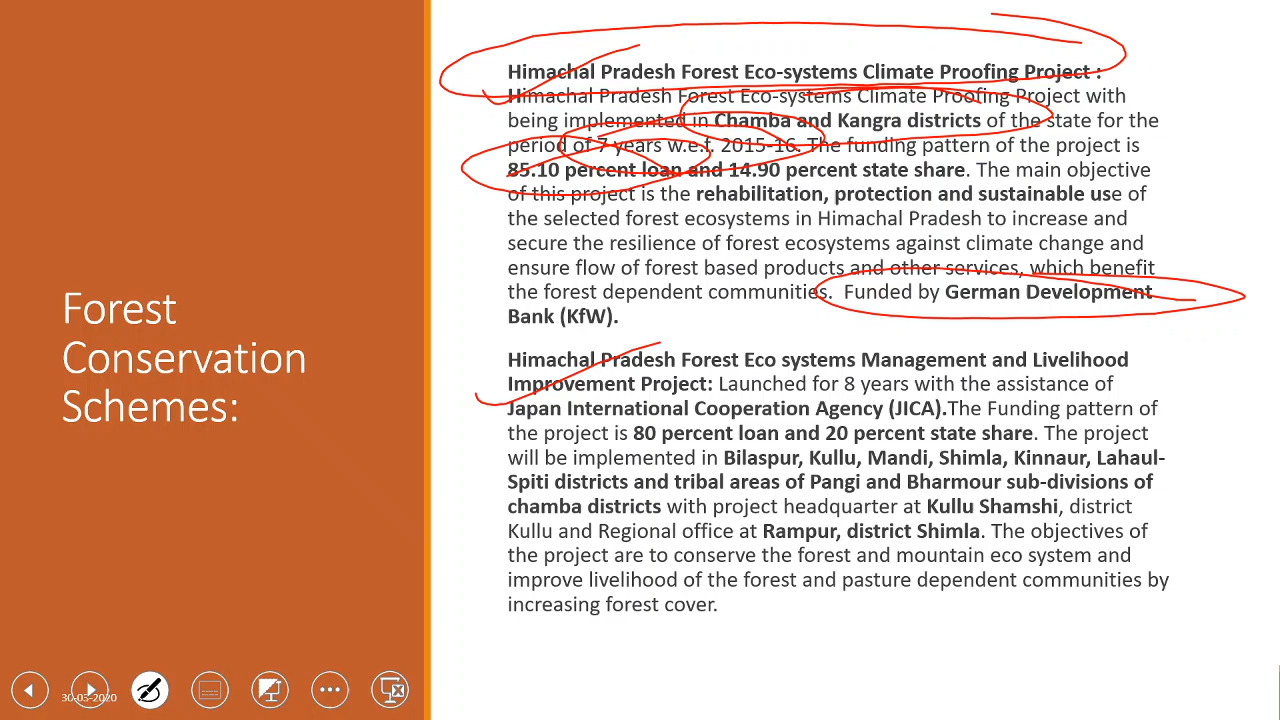 Forest
Conservation
Schemes:
Himachal Pradesh Forest Eco-systems Climate Proofing Project :
Himachal Pradesh Forest Eco-systems Climate Proofing Project with
being implemented in Chamba and Kangra districts of the state for the
period of 7 years w.e.f. 2015-16. The funding pattern of the project is
85.10 percent loan and 14.90 percent state share. The main objective
of this project is the rehabilitation, protection and sustainable use of
the selected forest ecosystems in Himachal Pradesh to increase and
secure the resilience of forest ecosystems against climate change and
ensure flow of forest based products and other services, which benefit
the forest dependent communities. Funded by German Development
Bank (KfW).
Himachal Pradesh Forest Eco systems Management and Livelihood
Improvement Project: Launched for 8 years with the assistance of
Japan International Cooperation Agency (JICA).The Funding pattern of
the project is 80 percent loan and 20 percent state share. The project
will be implemented in Bilaspur, Kullu, Mandi, Shimla, Kinnaur, Lahaul-
Spiti districts and tribal areas of Pangi and Bharmour sub-divisions of
chamba districts with project headquarter at Kullu Shamshi, district
Kullu and Regional office at Rampur, district Shimla. The objectives of
the project are to conserve the forest and mountain eco system and
improve livelihood of the forest and pasture dependent communities by
increasing forest cover.
30-03-2020